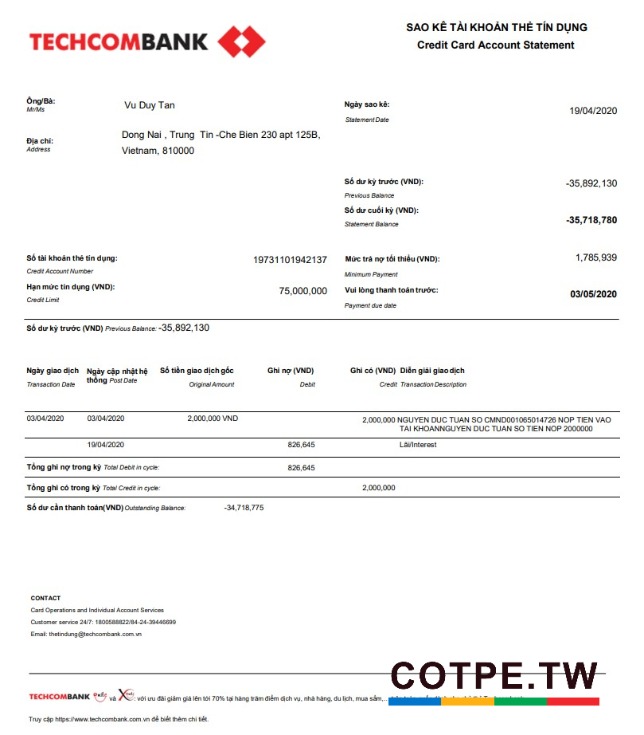 TECHCOMBANK
SAO KÊ TÀI KHOẢN THẺ TÍN DỤNG
Credit Card Account Statement
Ông/Bà:
Mr/Ms
Vu Duy Tan
Ngày sao kê:
Statement Date
19/04/2020
Địa chỉ:
Address
Dong Nai , Trung Tin -Che Bien 230 apt 125B,
Vietnam, 810000
Số dư kỳ trước (VND):
Previous Balance
-35,892,130
Số dư cuối kỳ (VND):
Statement Balance
-35,718,780
Số tài khoản thẻ tín dụng:
Credit Account Number
19731101942137
Mức trả nợ tối thiểu (VND):
Minimum Payment
1,785,939
Hạn mức tín dụng (VND):
Credit Limit
75,000,000
Vui lòng thanh toán trước:
Payment due date
03/05/2020
Số dư kỳ trước (VND) Previous Balance: -35,892,130
Ngày giao dịch Ngày cập nhật hệ Số tiền giao dịch gốc Ghi nợ (VND) Ghi có (VND) Diễn giải giao dịch
Transaction Date thống Post Date Original Amount Debit Credit Transaction Description
03/04/2020 03/04/2020 2,000,000 VND 2,000,000 NGUYEN DUC TUAN SO CMND001065014726 NOP TIEN VAO
TAI KHOANNGUYEN DUC TUAN SO TIEN NOP 2000000
19/04/2020 826,645 Lãi/Interest
Tổng ghi nợ trong kỳ Total Debit in cycle: 826,645
Tổng ghi có trong kỳ Total Credit in cycle: 2,000,000
Số dư cần thanh toán(VND) Outstanding Balance: -34,718,775
CONTACT
Card Operations and Individual Account Services
Customer service 24/7: 1800588822/84-24-39446699
Email: thetindung@techcombank.com.vn
COTPE.TW
TECHCOMBANK và với ưu đãi giảm giá lên tới 70% tại hàng trăm điểm dịch vụ, nhà hàng, du lịch, mua sắm,...
Truy cập https://www.techcombank.com.vn để biết thêm chi tiết.